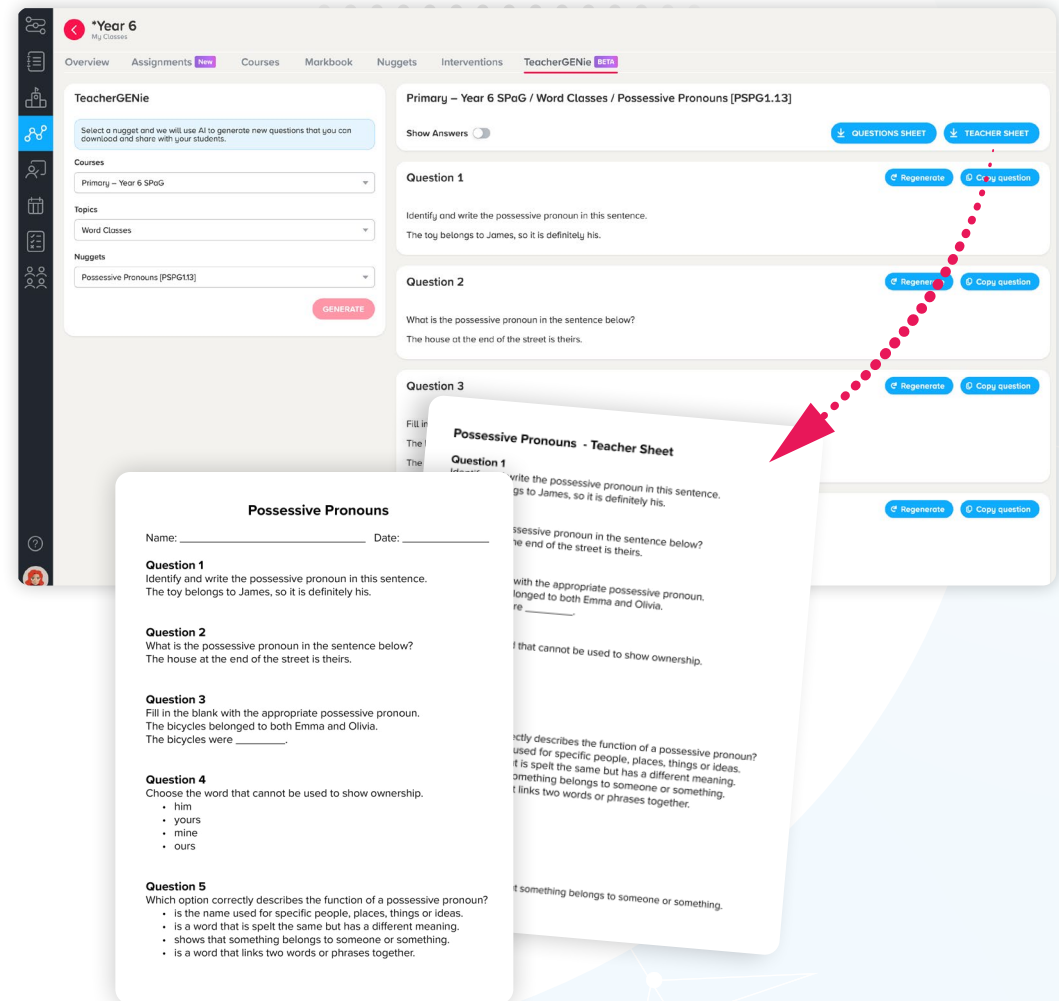 *Year 6
My Classes
Overview Assignments New Courses Markbook Nuggets Interventions TeacherGENie BETA
TeacherGENie
Select a nugget and we will use AI to generate new questions that you can
download and share with your students.
Courses
Primary – Year 6 SPaG
Topics
Word Classes
Nuggets
Possessive Pronouns [PSPG1.13]
GENERATE
Primary – Year 6 SPaG / Word Classes / Possessive Pronouns [PSPG1.13]
Show Answers
QUESTIONS SHEET
TEACHER SHEET
Question 1
Regenerate
Copy question
Identify and write the possessive pronoun in this sentence.
The toy belongs to James, so it is definitely his.
Question 2
Regenerate
Copy question
What is the possessive pronoun in the sentence below?
The house at the end of the street is theirs.
Question 3
Regenerate
Copy question
Fill in
The
The
Regenerate
Copy question
Possessive Pronouns - Teacher Sheet
Question 1
write the possessive pronoun in this sentence.
to James, so it is definitely his.
possessive pronoun in the sentence below?
end of the street is theirs.
with the appropriate possessive pronoun.
to both Emma and Olivia.
________.
that cannot be used to show ownership.
describes the function of a possessive pronoun?
used for specific people, places, things or ideas.
is spelt the same but has a different meaning.
something belongs to someone or something.
links two words or phrases together.
something belongs to someone or something.
Possessive Pronouns
Name: ______________________________ Date: ______________
Question 1
Identify and write the possessive pronoun in this sentence.
The toy belongs to James, so it is definitely his.
Question 2
What is the possessive pronoun in the sentence below?
The house at the end of the street is theirs.
Question 3
Fill in the blank with the appropriate possessive pronoun.
The bicycles belonged to both Emma and Olivia.
The bicycles were ________.
Question 4
Choose the word that cannot be used to show ownership.
• him
• yours
• mine
• ours
Question 5
Which option correctly describes the function of a possessive pronoun?
• is the name used for specific people, places, things or ideas.
• is a word that is spelt the same but has a different meaning.
• shows that something belongs to someone or something.
• is a word that links two words or phrases together.